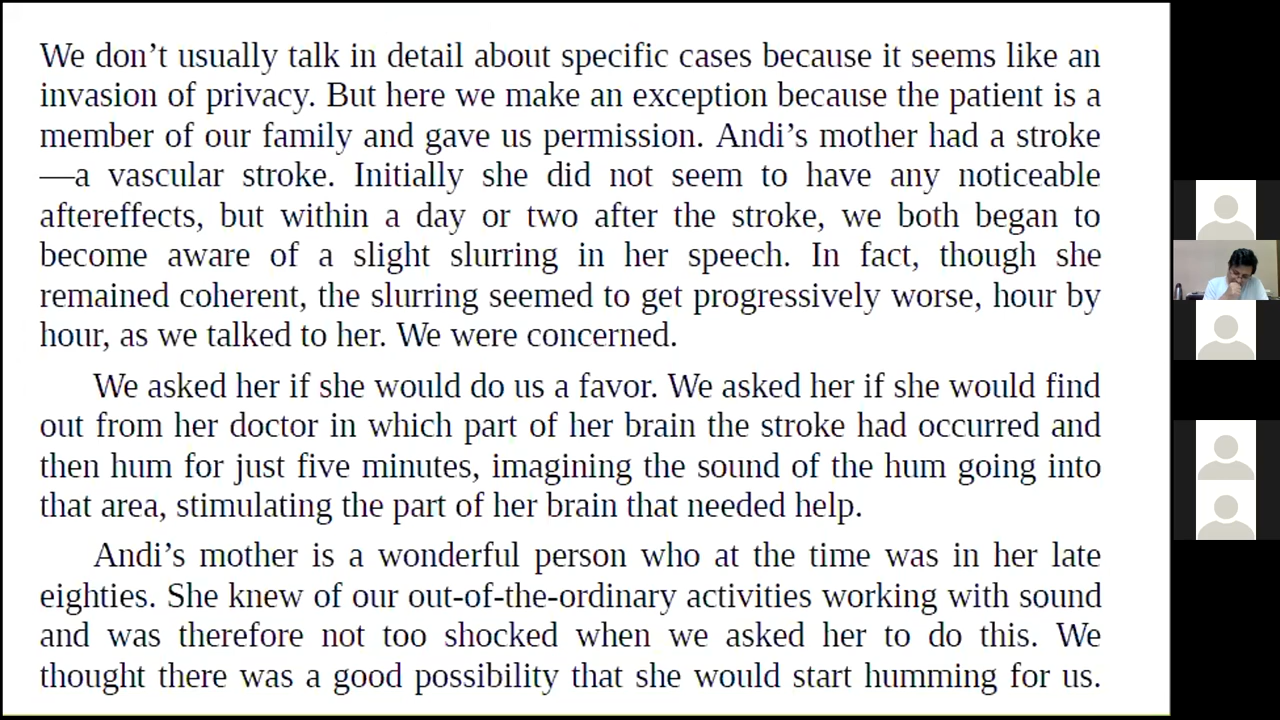 We don’t usually talk in detail about specific cases because it seems like an
invasion of privacy. But here we make an exception because the patient is a
member of our family and gave us permission. Andi’s mother had a stroke
—a vascular stroke. Initially she did not seem to have any noticeable
aftereffects, but within a day or two after the stroke, we both began to
become aware of a slight slurring in her speech. In fact, though she
remained coherent, the slurring seemed to get progressively worse, hour by
hour, as we talked to her. We were concerned.
We asked her if she would do us a favor. We asked her if she would find
out from her doctor in which part of her brain the stroke had occurred and
then hum for just five minutes, imagining the sound of the hum going into
that area, stimulating the part of her brain that needed help.
Andi’s mother is a wonderful person who at the time was in her late
eighties. She knew of our out-of-the-ordinary activities working with sound
and was therefore not too shocked when we asked her to do this. We
thought there was a good possibility that she would start humming for us.